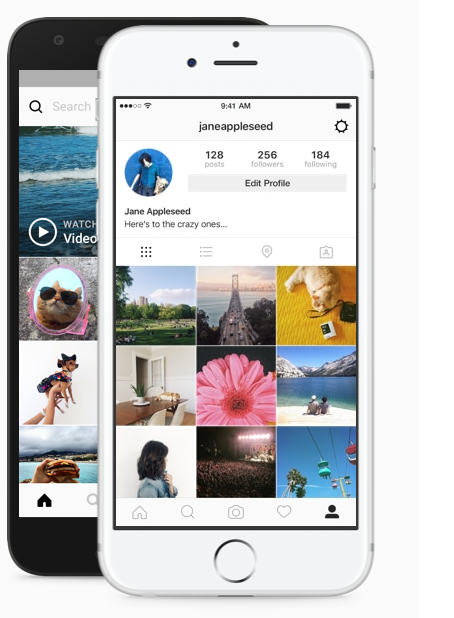 Search
WATCH
Video
9:41 AM
janeappleseed
128
posts
256
followers
184
following
Edit Profile
Jane Appleseed
Here's to the crazy ones...